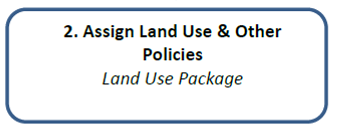 2. Assign Land Use & Other
Policies
Land Use Package